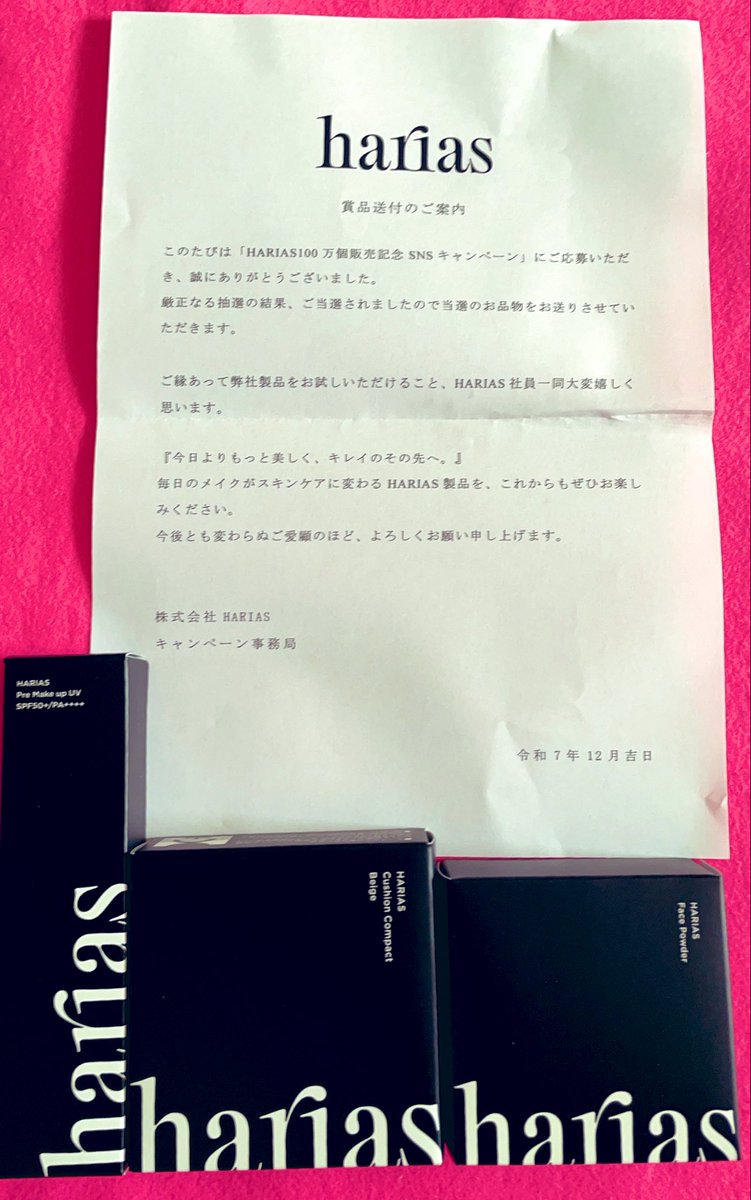 harias
賞品送付のご案内
このたびは「HARIAS100 万個販売記念 SNS キャンペーン」にご応募いただ
き、誠にありがとうございました。
厳正なる抽選の結果、ご当選されましたので当選のお品物をお送りさせてい
ただきます。
ご縁あって弊社製品をお試しいただけること、HARIAS 社員一同大変嬉しく
思います。
『今日よりもっと美しく、キレイのその先へ。』
毎日のメイクがスキンケアに変わる HARIAS 製品を、これからもぜひお楽し
みください。
今後とも変わらぬご愛顧のほど、よろしくお願い申し上げます。
株式会社 HARIAS
キャンペーン事務局
令和 7 年 12 月吉日
HARIAS
Pre Make up UV
SPF50+/PA++++
harias
HARIAS
Cushion Compact
Beige
harias
HARIAS
Face Powder
harias